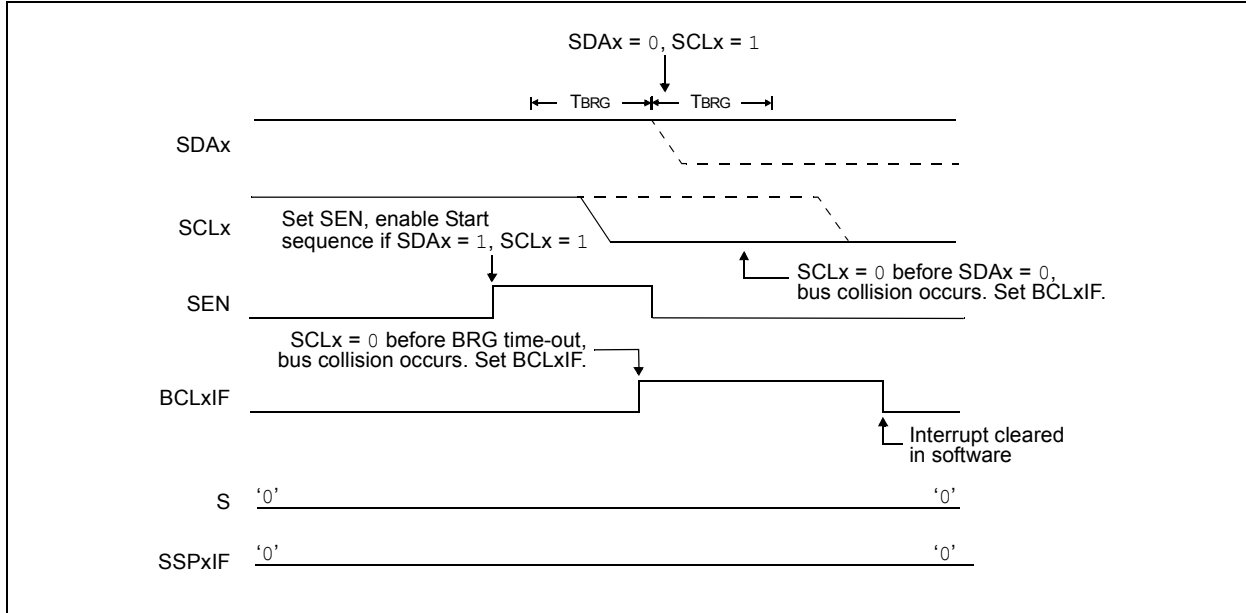 SDAx = 0, SCLx = 1
TBRG TBRG
SDAx
SCLx
Set SEN, enable Start
sequence if SDAx = 1, SCLx = 1
SCLx = 0 before SDAx = 0,
bus collision occurs. Set BCLxIF.
SEN
SCLx = 0 before BRG time-out,
bus collision occurs. Set BCLxIF.
BCLxIF
Interrupt cleared
in software
S ‘0’ ‘0’
SSPxIF ‘0’ ‘0’